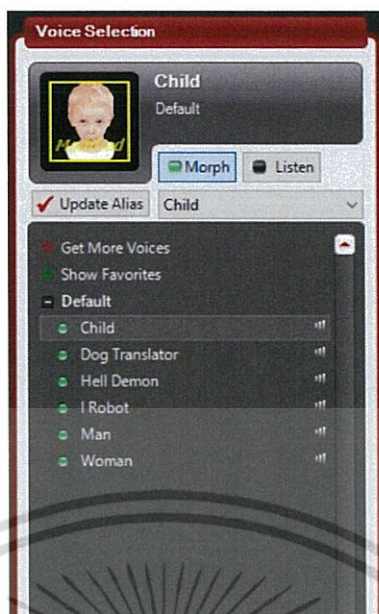 Voice Selection
Child
Default
Morph Listen
Update Alias Child
Get More Voices
Show Favorites
Default
Child
Dog Translator
Hell Demon
I Robot
Man
Woman